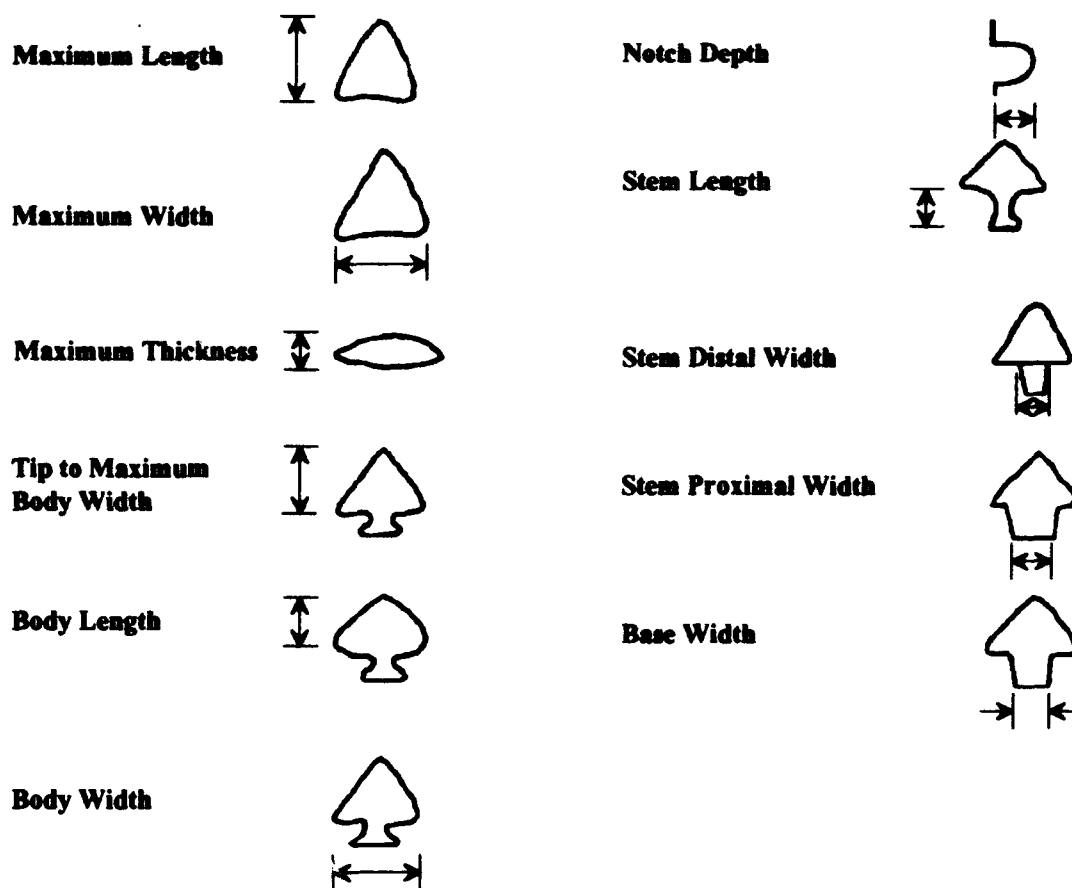 Maximum Length
Maximum Width
Maximum Thickness
Tip to Maximum
Body Width
Body Length
Body Width
Notch Depth
Stem Length
Stem Distal Width
Stem Proximal Width
Base Width